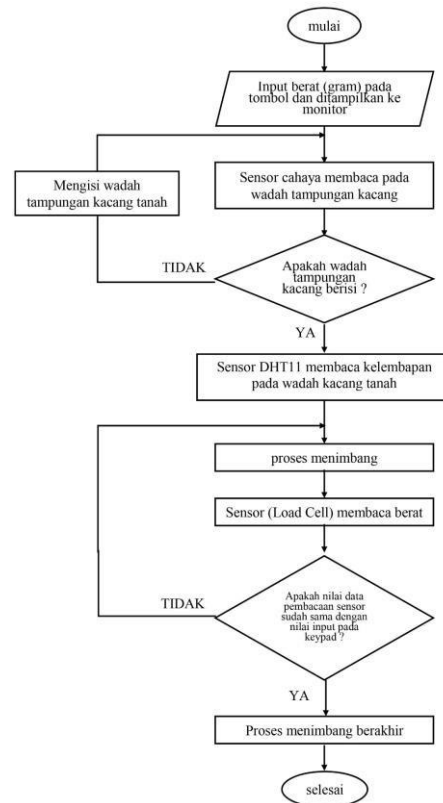 mulai
Input berat (gram) pada
tombol dan ditampilkan ke
monitor
Mengisi wadah
tampungan kacang tanah
Sensor cahaya membaca pada
wadah tampungan kacang
TIDAK
Apakah wadah
tampungan
kacang berisi ?
YA
Sensor DHT11 membaca kelembapan
pada wadah kacang tanah
proses menimbang
Sensor (Load Cell) membaca berat
TIDAK
Apakah nilai data
pembacaan sensor
sudah sama dengan
nilai input pada
keypad ?
YA
Proses menimbang berakhir
selesai